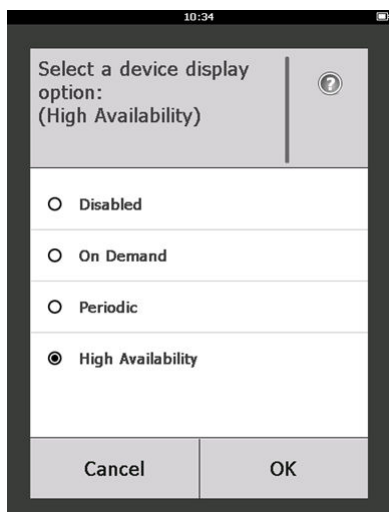 10:34
Select a device display
option:
(High Availability)
?
Disabled
On Demand
Periodic
High Availability
Cancel
OK